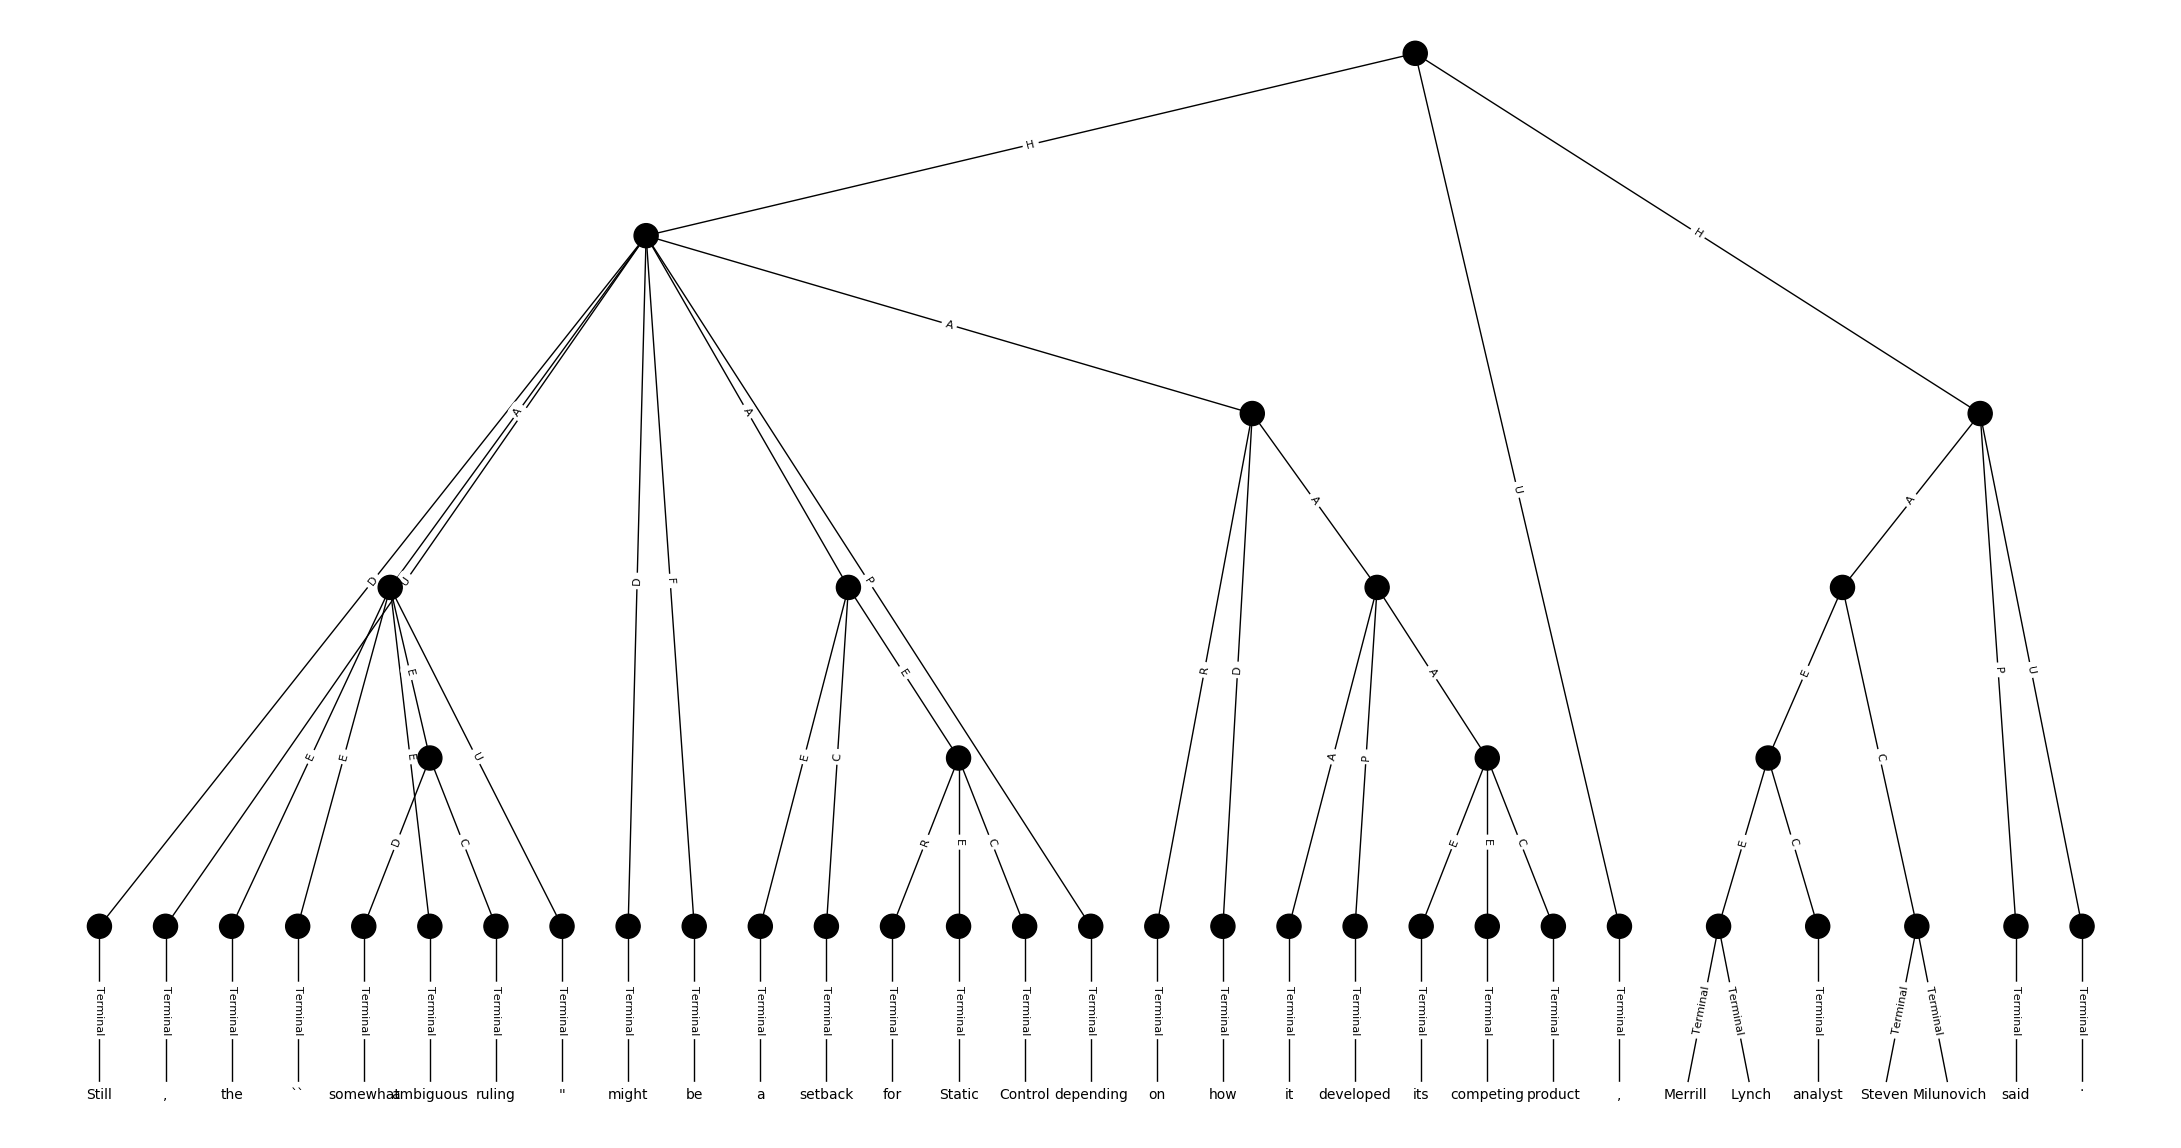 H
H
A
A
A
D
U
D
F
P
A
U
A
E
E
R
D
A
E
P
U
E
E
E
U
E
C
A
P
C
D
C
R
E
C
E
E
C
E
C
Terminal Terminal Terminal Terminal Terminal Terminal Terminal Terminal Terminal Terminal Terminal Terminal Terminal Terminal Terminal Terminal Terminal Terminal Terminal Terminal Terminal Terminal Terminal Terminal Terminal Terminal Terminal Terminal Terminal Terminal Terminal
Still , the `` somewhat ambiguous ruling " might be a setback for Static Control depending on how it developed its competing product , Merrill Lynch analyst Steven Milunovich said .